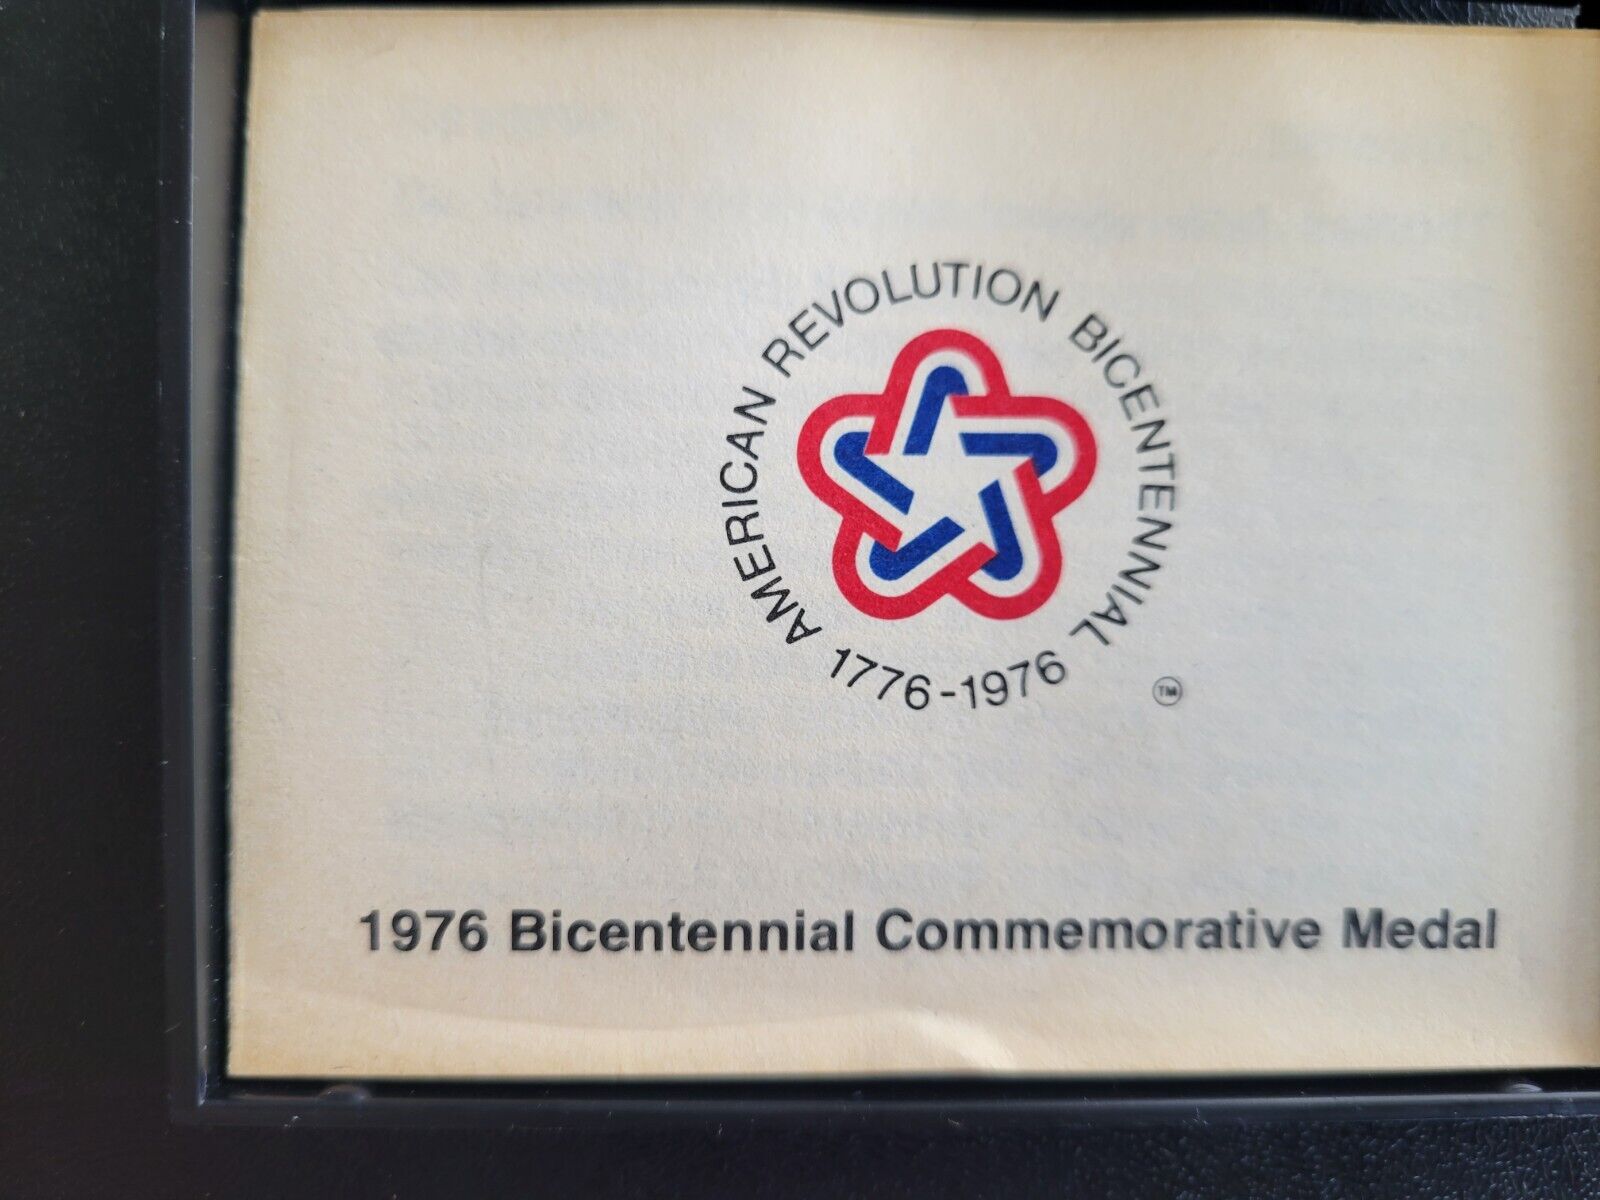 AMERICAN REVOLUTION BICENTENNIAL
1776-1976
TM
1976 Bicentennial Commemorative Medal